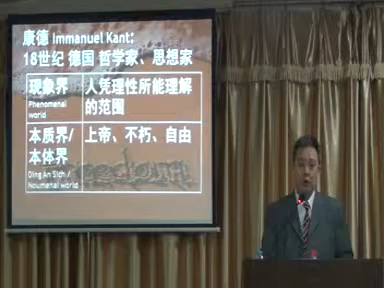 康德 Immanuel Kant:
18世纪 德国 哲学家、思想家
现象界
Phenomenal
world
人凭理性所能理解
的范围
本质界/
本体界
Ding An Sich /
Noumenal world
上帝、不朽、自由